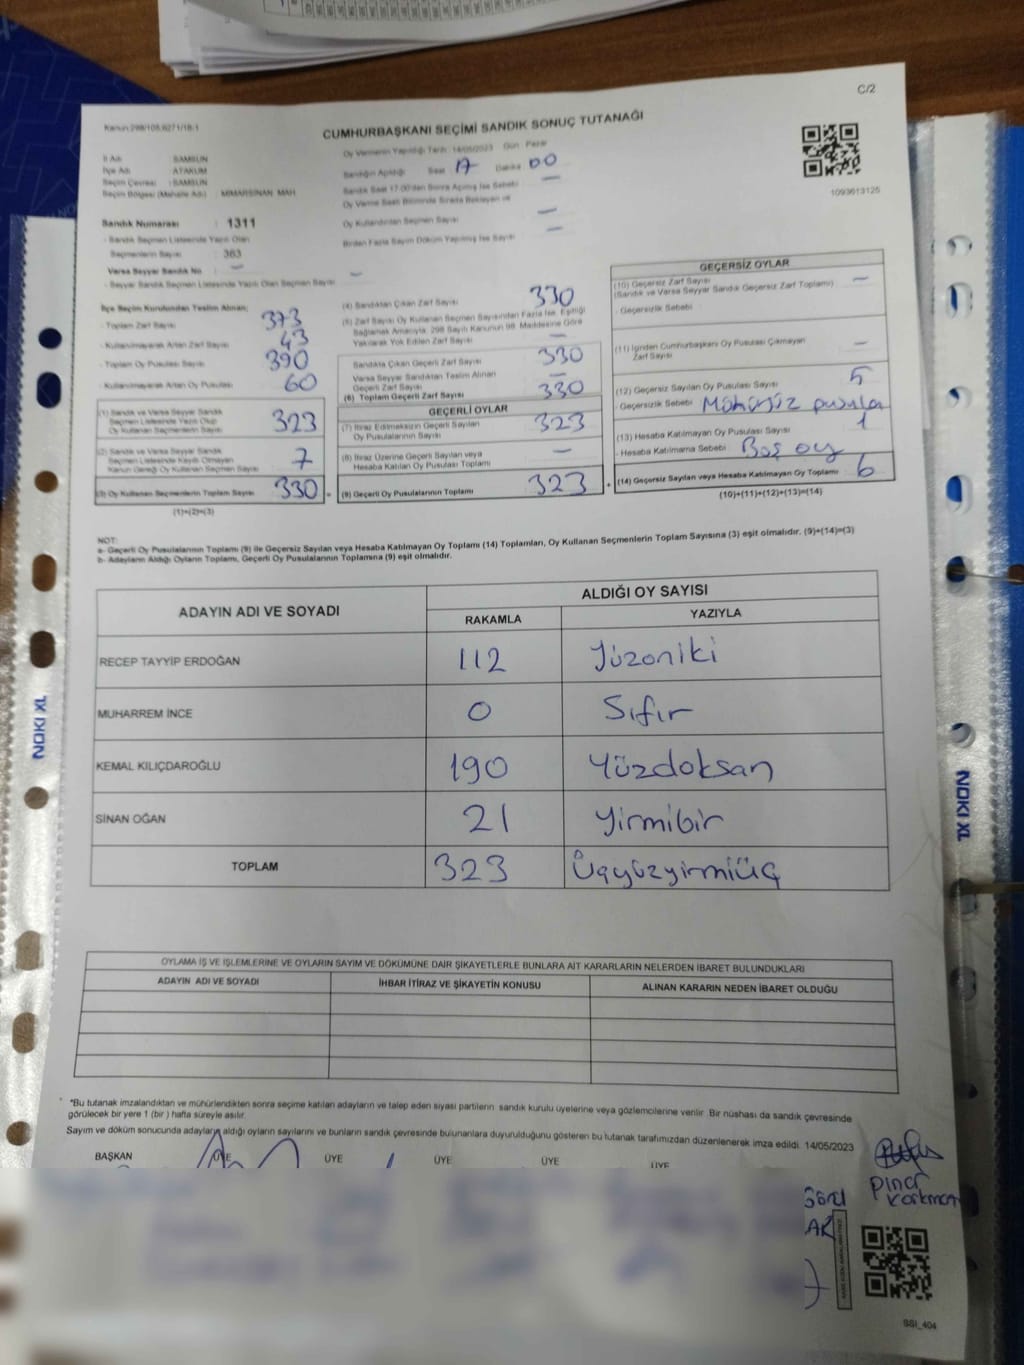 C/2
Kanun:298/105,6271/18-1
CUMHURBAŞKANI SEÇİMİ SANDIK SONUÇ TUTANAĞI
İl Adı : SAMSUN
İlçe Adı : ATAKUM
Seçim Çevresi : SAMSUN
Seçim Bölgesi (Mahalle Adı) : MİMARSİNAN MAH.
Sandık Numarası : 1311
- Sandık Seçmen Listesinde Yazılı Olan
Seçmenlerin Sayısı : 363
Varsa Seyyar Sandık No –
- Seyyar Sandık Seçmen Listesinde Yazılı Olan Seçmen Sayısı –
Oy Vermenin Yapıldığı Tarih 14/05/2023 Gün Pazar
Sandığın Açıldığı Saat 17 Dakika 00
Sandık Saat 17:00'den Sonra Açılmış İse Sebebi –
Oy Verme Saati Bitiminde Sırada Bekleyen ve
Oy Kullandırılan Seçmen Sayısı –
Birden Fazla Sayım Döküm Yapılmış İse Sayısı –
1093613125
İlçe Seçim Kurulundan Teslim Alınan;
- Toplam Zarf Sayısı 373
- Kullanılmayarak Artan Zarf Sayısı 43
- Toplam Oy Pusulası Sayısı 390
- Kullanılmayarak Artan Oy Pusulası 60
(1) Sandık ve Varsa Seyyar Sandık
Seçmen Listesinde Yazılı Olup
Oy Kullanan Seçmenlerin Sayısı 323
(2) Sandık ve Varsa Seyyar Sandık
Seçmen Listesinde Kayıtlı Olmayan
Kanun Gereği Oy Kullanan Seçmen Sayısı 7
(3) Oy Kullanan Seçmenlerin Toplam Sayısı 330
(1)+(2)=(3)
(4) Sandıktan Çıkan Zarf Sayısı 330
(5) Zarf Sayısı Oy Kullanan Seçmen Sayısından Fazla İse, Eşitliği
Sağlamak Amacıyla, 298 Sayılı Kanunun 98. Maddesine Göre
Yakılarak Yok Edilen Zarf Sayısı –
Sandıkta Çıkan Geçerli Zarf Sayısı 330
Varsa Seyyar Sandıktan Teslim Alınan
Geçerli Zarf Sayısı –
(6) Toplam Geçerli Zarf Sayısı 330
GEÇERLİ OYLAR
(7) İtiraz Edilmeksizin Geçerli Sayılan
Oy Pusulalarının Sayısı 323
(8) İtiraz Üzerine Geçerli Sayılan veya
Hesaba Katılan Oy Pusulası Toplamı –
(9) Geçerli Oy Pusulalarının Toplamı 323
GEÇERSİZ OYLAR
(10) Geçersiz Zarf Sayısı
(Sandık ve Varsa Seyyar Sandık Geçersiz Zarf Toplamı) –
- Geçersizlik Sebebi
(11) İçinden Cumhurbaşkanı Oy Pusulası Çıkmayan
Zarf Sayısı –
(12) Geçersiz Sayılan Oy Pusulası Sayısı 5
- Geçersizlik Sebebi Mühürsüz pusula
(13) Hesaba Katılmayan Oy Pusulası Sayısı 1
- Hesaba Katılmama Sebebi Boş oy
(14) Geçersiz Sayılan veya Hesaba Katılmayan Oy Toplamı 6
(10)+(11)+(12)+(13)=(14)
NOT:
a- Geçerli Oy Pusulalarının Toplamı (9) ile Geçersiz Sayılan veya Hesaba Katılmayan Oy Toplamı (14) Toplamları, Oy Kullanan Seçmenlerin Toplam Sayısına (3) eşit olmalıdır. (9)+(14)=(3)
b- Adayların Aldığı Oyların Toplamı, Geçerli Oy Pusulalarının Toplamına (9) eşit olmalıdır.
ADAYIN ADI VE SOYADI
ALDIĞI OY SAYISI
RAKAMLA YAZIYLA
RECEP TAYYİP ERDOĞAN 112 Yüzoniki
MUHARREM İNCE 0 Sıfır
KEMAL KILIÇDAROĞLU 190 Yüzdoksan
SİNAN OĞAN 21 Yirmibir
TOPLAM 323 Üçyüzyirmiüç
OYLAMA İŞ VE İŞLEMLERİNE VE OYLARIN SAYIM VE DÖKÜMÜNE DAİR ŞİKAYETLERLE BUNLARA AİT KARARLARIN NELERDEN İBARET BULUNDUKLARI
ADAYIN ADI VE SOYADI İHBAR İTİRAZ VE ŞİKAYETİN KONUSU ALINAN KARARIN NEDEN İBARET OLDUĞU
*Bu tutanak imzalandıktan ve mühürlendikten sonra seçime katılan adayların ve talep eden siyasi partilerin sandık kurulu üyelerine veya gözlemcilerine verilir. Bir nüshası da sandık çevresinde
görülecek bir yere 1 (bir ) hafta süreyle asılır.
Sayım ve döküm sonucunda adayların aldığı oyların sayılarını ve bunların sandık çevresinde bulunanlara duyurulduğunu gösteren bu tutanak tarafımızdan düzenlenerek imza edildi. 14/05/2023
BAŞKAN ÜYE ÜYE ÜYE ÜYE ÜYE
Pınar
Korkmaz
SSI_404
NOKI XL
NOKI XL